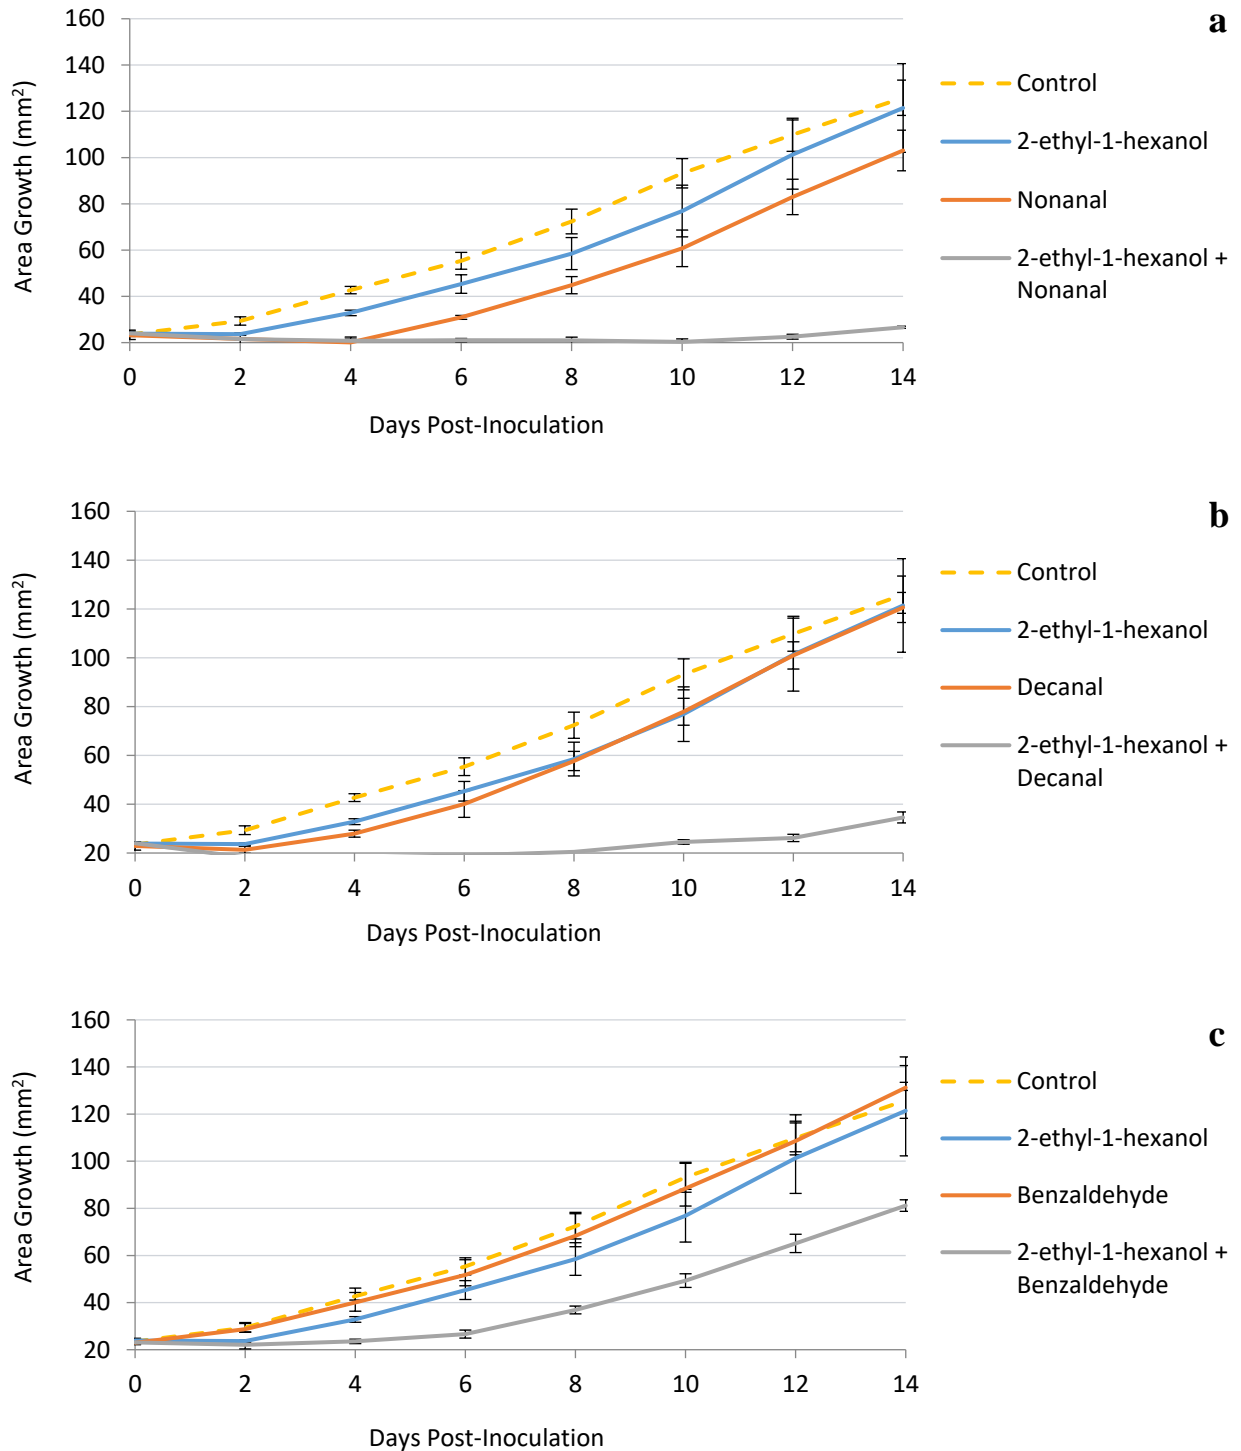 a
160
140
120
100
80
60
40
20
Area Growth (mm²)
0 2 4 6 8 10 12 14
Days Post-Inoculation
Control
2-ethyl-1-hexanol
Nonanal
2-ethyl-1-hexanol +
Nonanal
b
160
140
120
100
80
60
40
20
Area Growth (mm²)
0 2 4 6 8 10 12 14
Days Post-Inoculation
Control
2-ethyl-1-hexanol
Decanal
2-ethyl-1-hexanol +
Decanal
c
160
140
120
100
80
60
40
20
Area Growth (mm²)
0 2 4 6 8 10 12 14
Days Post-Inoculation
Control
2-ethyl-1-hexanol
Benzaldehyde
2-ethyl-1-hexanol +
Benzaldehyde